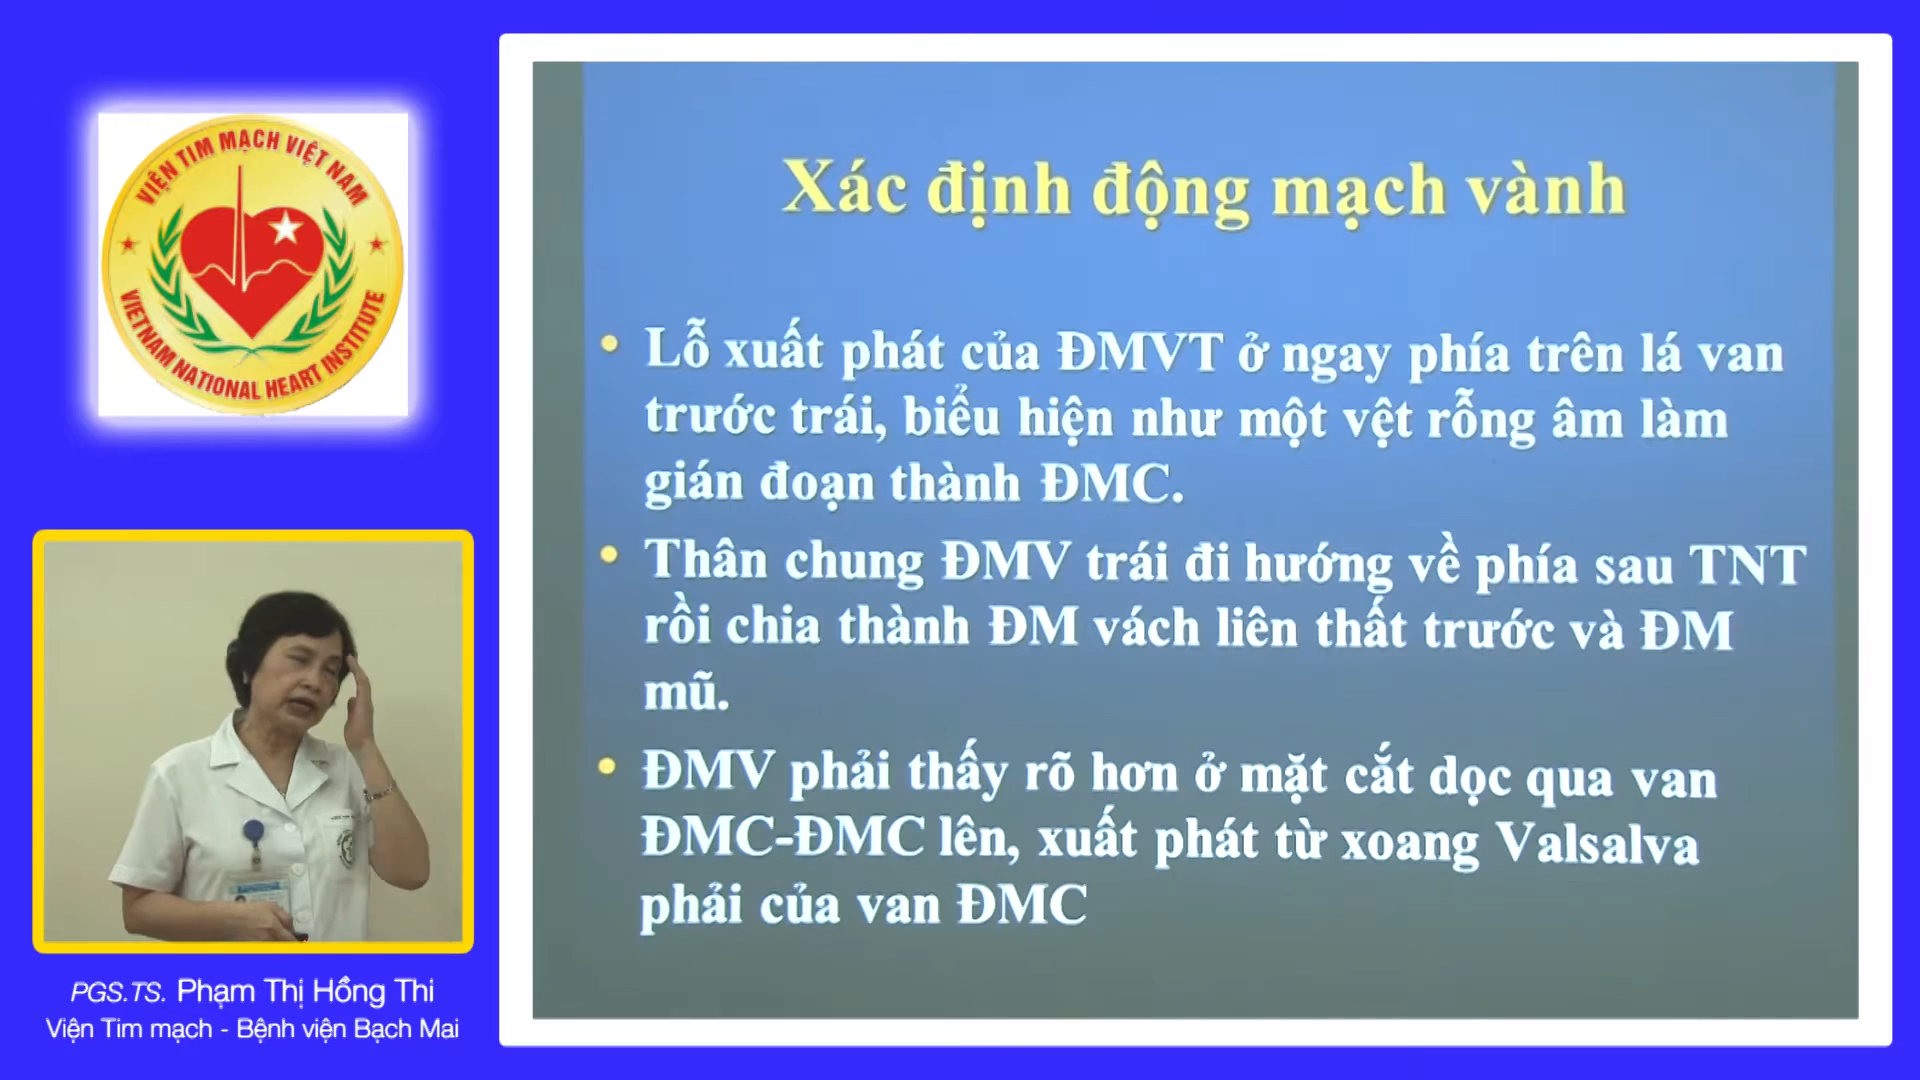 VIỆN TIM MẠCH VIỆT NAM
VIETNAM NATIONAL HEART INSTITUTE
Xác định động mạch vành
• Lỗ xuất phát của ĐMVT ở ngay phía trên lá van
trước trái, biểu hiện như một vệt rỗng âm làm
gián đoạn thành ĐMC.
• Thân chung ĐMV trái đi hướng về phía sau TNT
rồi chia thành ĐM vách liên thất trước và ĐM
mũ.
• ĐMV phải thấy rõ hơn ở mặt cắt dọc qua van
ĐMC-ĐMC lên, xuất phát từ xoang Valsalva
phải của van ĐMC
PGS.TS. Phạm Thị Hồng Thi
Viện Tim mạch - Bệnh viện Bạch Mai